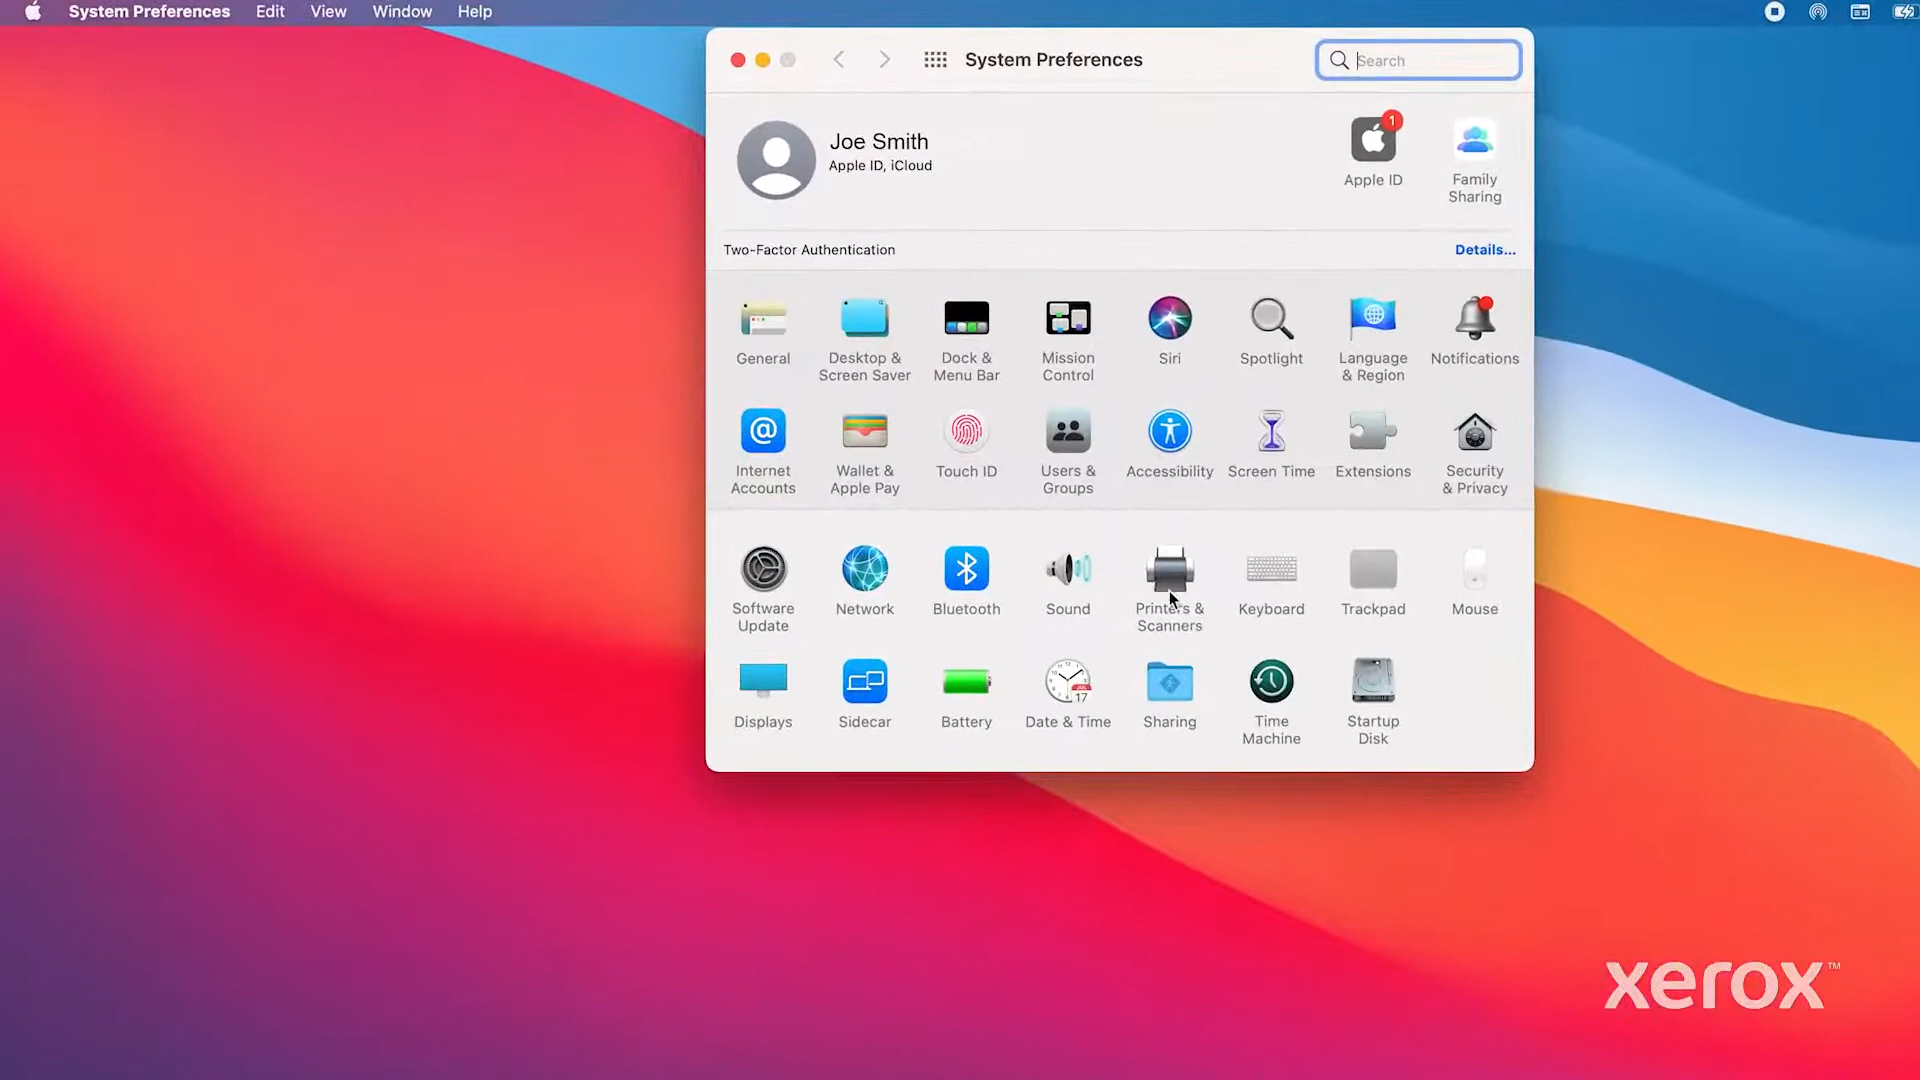 System Preferences Edit View Window Help
System Preferences
Search
Joe Smith
Apple ID, iCloud
1
Apple ID
Family
Sharing
Two-Factor Authentication
Details...
General
Desktop &
Screen Saver
Dock &
Menu Bar
Mission
Control
Siri
Spotlight
Language
& Region
Notifications
Internet
Accounts
Wallet &
Apple Pay
Touch ID
Users &
Groups
Accessibility
Screen Time
Extensions
Security
& Privacy
Software
Update
Network
Bluetooth
Sound
Printers &
Scanners
Keyboard
Trackpad
Mouse
Displays
Sidecar
Battery
17
Date & Time
Sharing
Time
Machine
Startup
Disk
xerox™